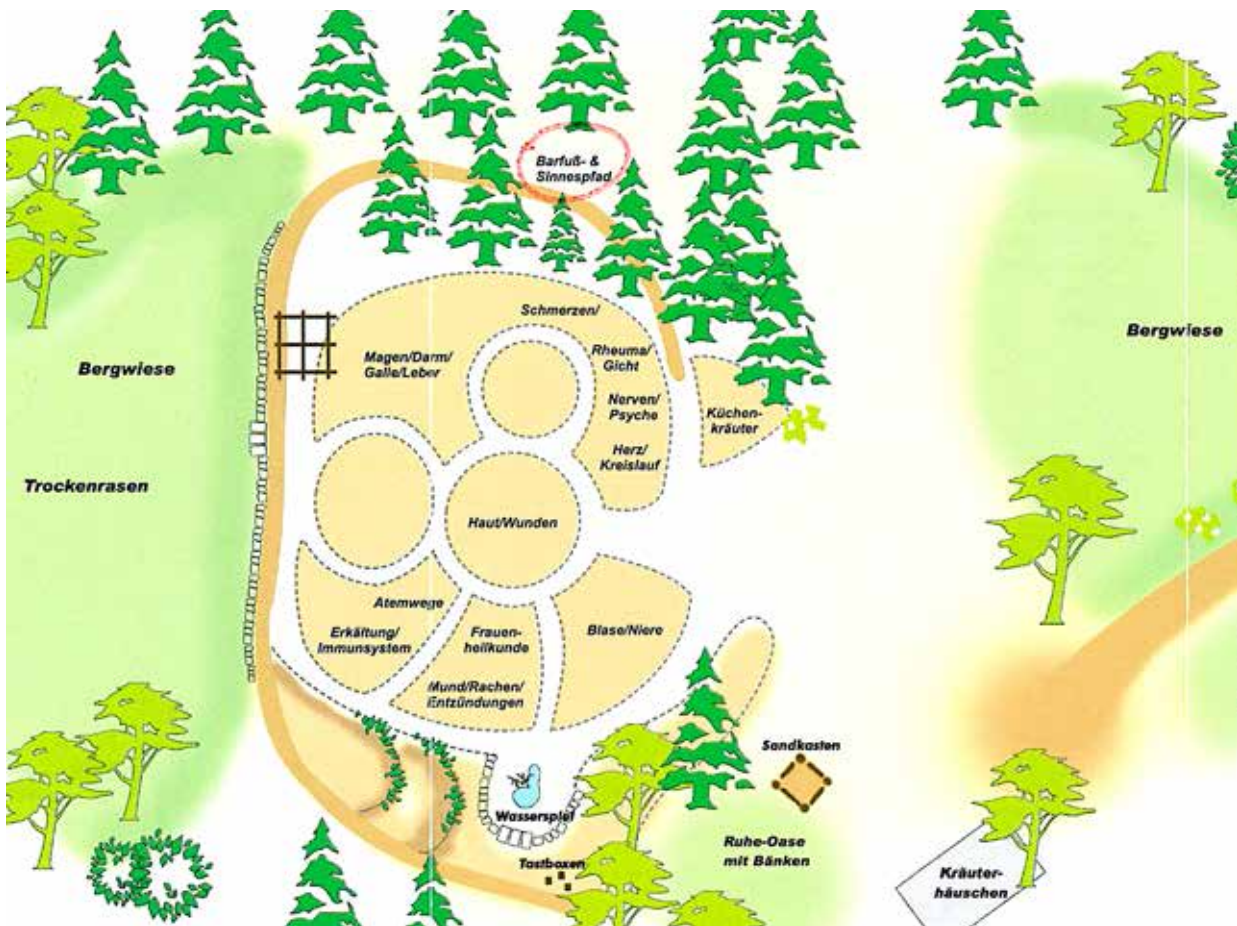 Barfuß- &
Sinnespfad
Schmerzen/
Rheuma/
Gicht
Magen/Darm/
Galle/Leber
Nerven/
Psyche
Herz/
Kreislauf
Küchen-
kräuter
Bergwiese
Bergwiese
Trockenrasen
Haut/Wunden
Atemwege
Erkältung/
Immunsystem
Frauen-
heilkunde
Blase/Niere
Mund/Rachen/
Entzündungen
Sandkasten
Wasserspiel
Tastboxen
Ruhe-Oase
mit Bänken
Kräuter-
häuschen